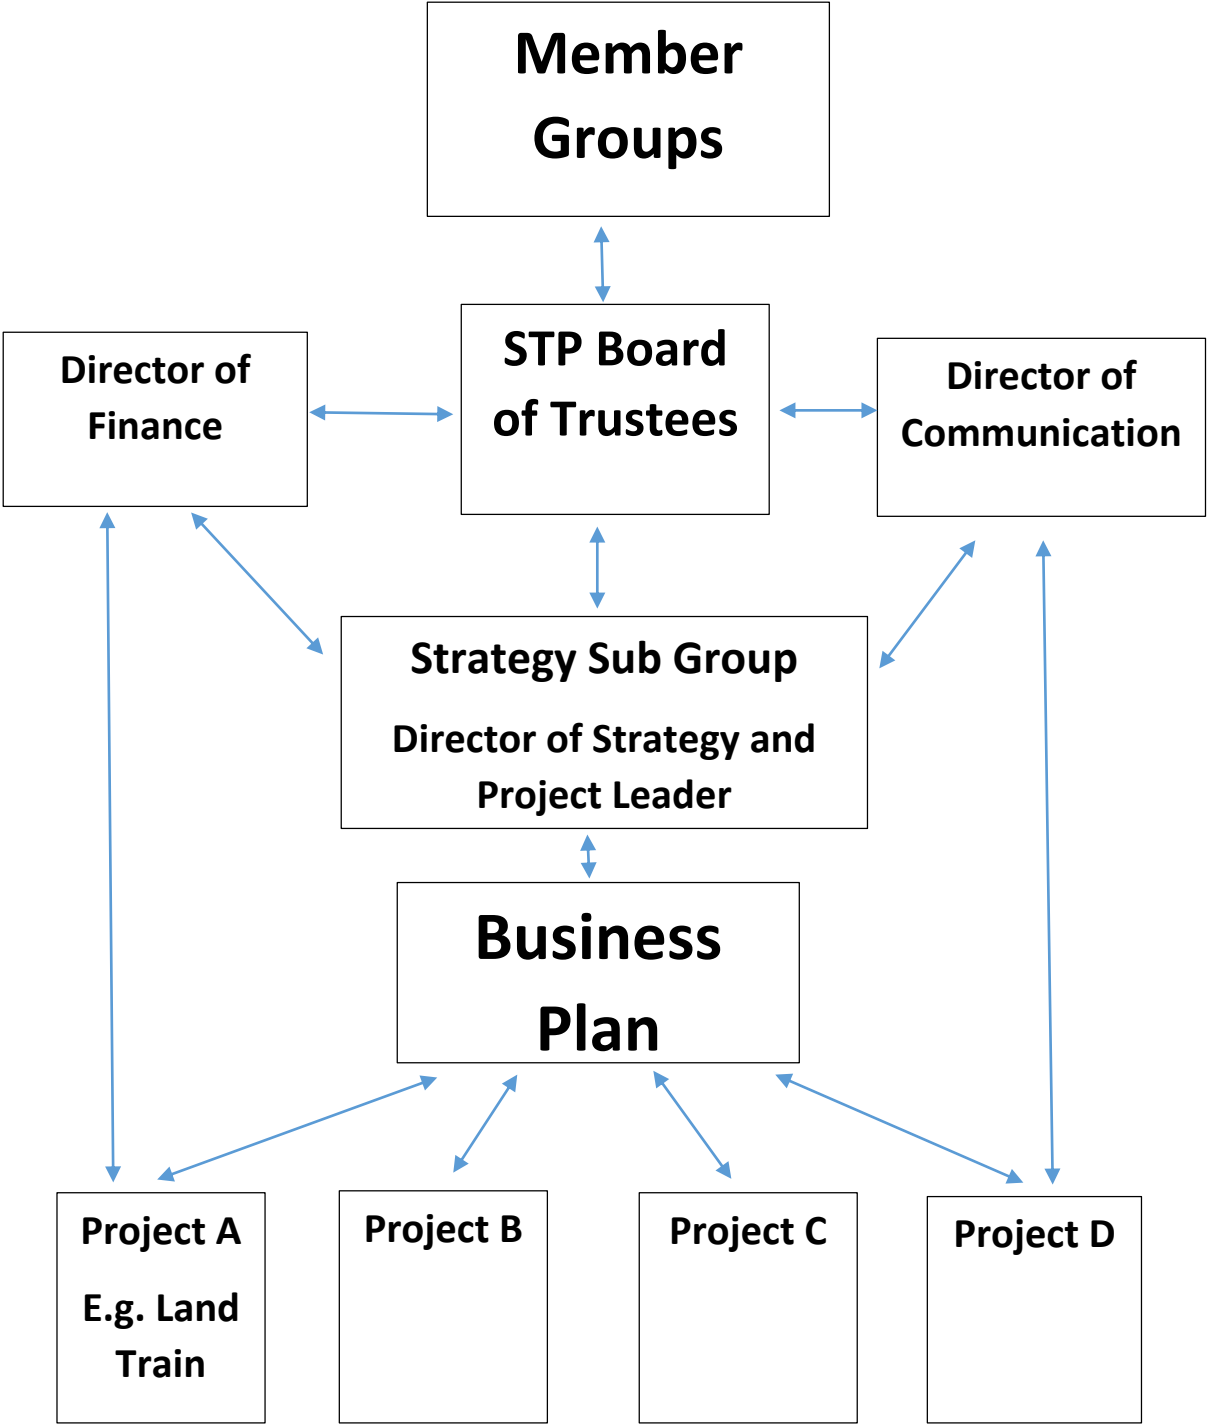 Member
Groups
Director of
Finance
STP Board
of Trustees
Director of
Communication
Strategy Sub Group
Director of Strategy and
Project Leader
Business
Plan
Project A
E.g. Land
Train
Project B
Project C
Project D